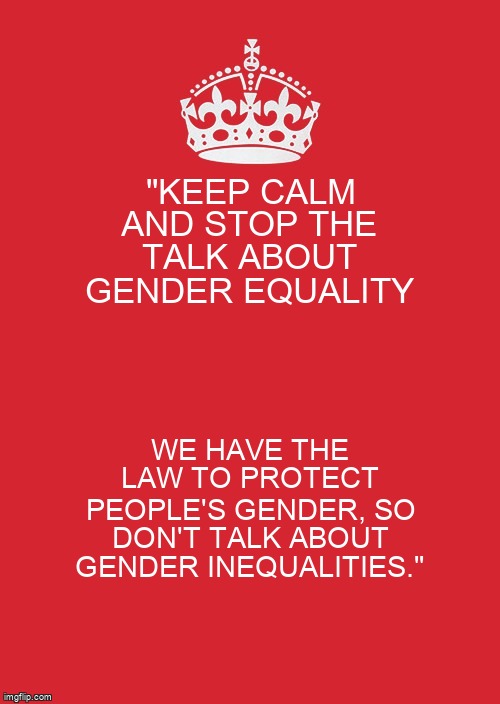 "KEEP CALM
AND STOP THE
TALK ABOUT
GENDER EQUALITY
WE HAVE THE
LAW TO PROTECT
PEOPLE'S GENDER, SO
DON'T TALK ABOUT
GENDER INEQUALITIES."
imgflip.com